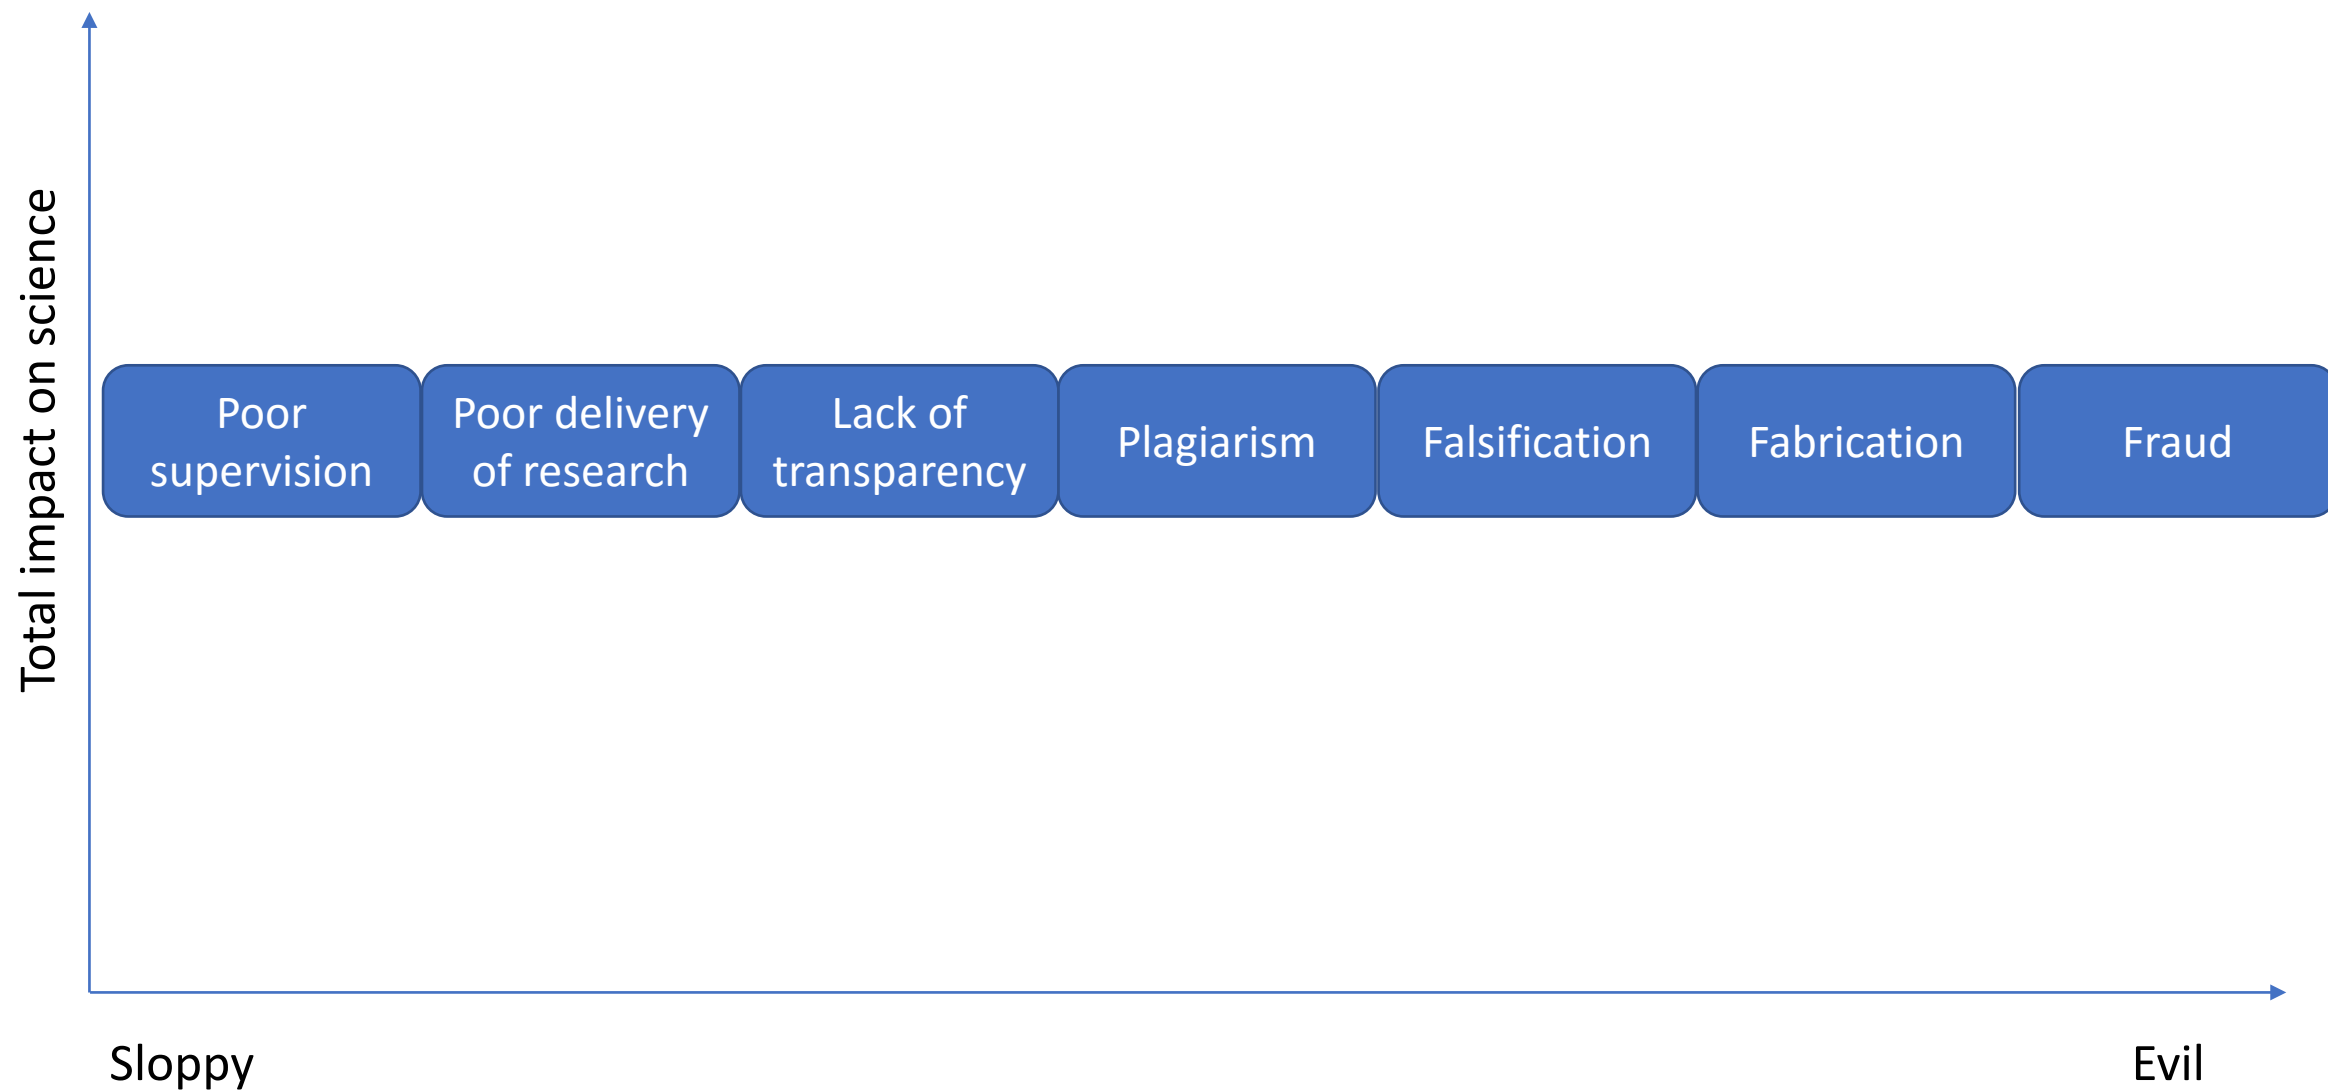 Total impact on science
Poor
supervision
Poor delivery
of research
Lack of
transparency
Plagiarism
Falsification
Fabrication
Fraud
Sloppy
Evil